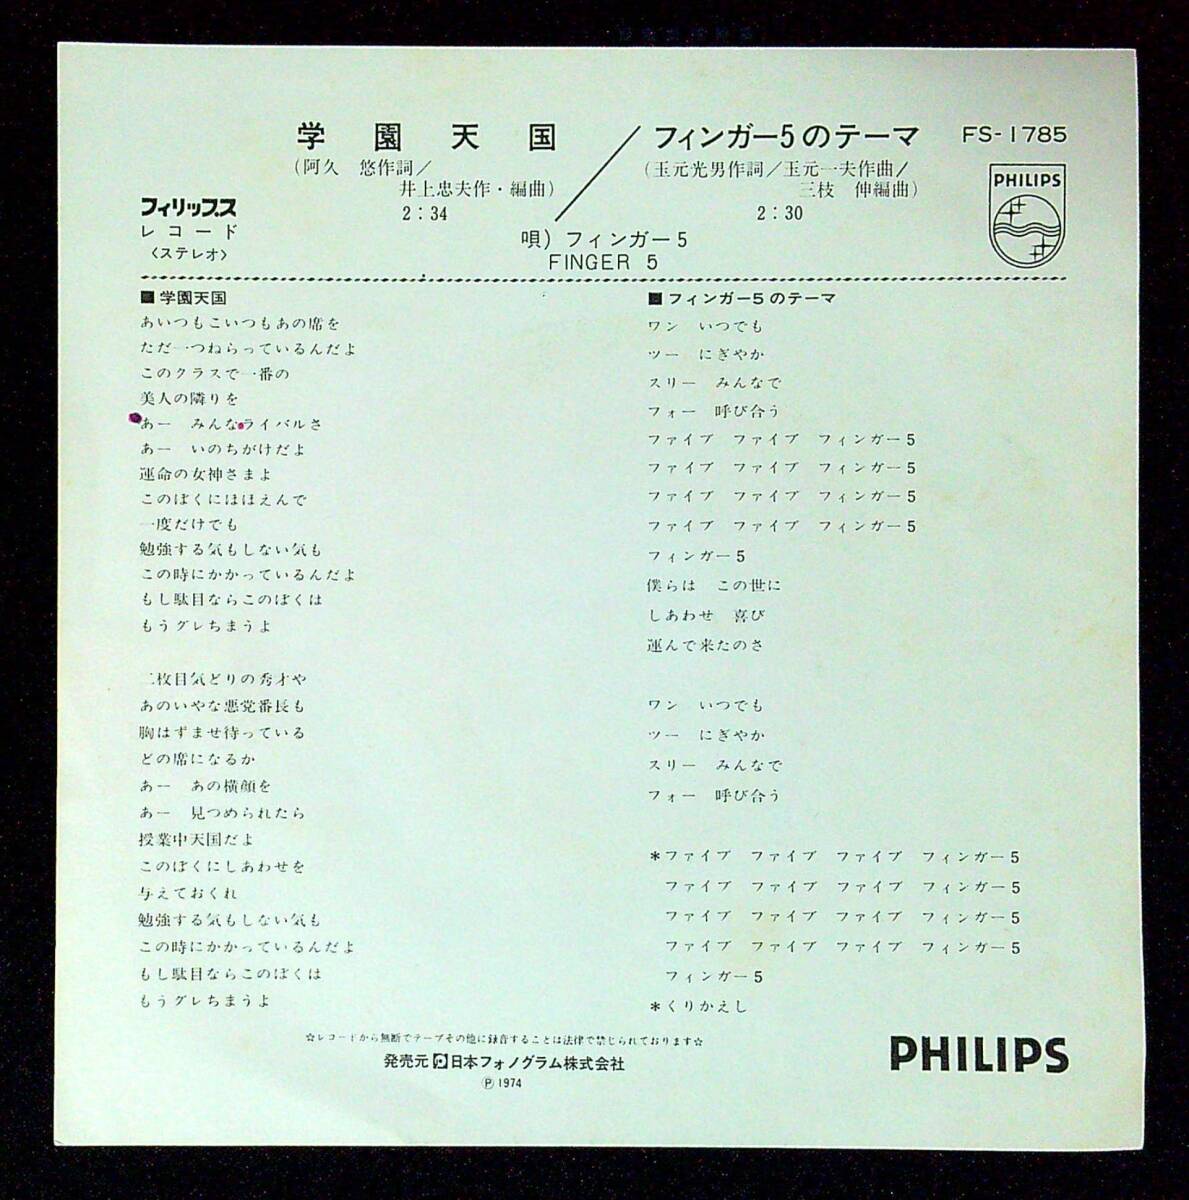 学園天国／フィンガー5のテーマ FS-1785
(阿久 悠作詞／
井上忠夫作・編曲)
2:34
(玉元光男作詞／玉元一夫作曲／
三枝 伸編曲)
2:30
PHILIPS
フィリップス
レコード
〈ステレオ〉
唄) フィンガー5
FINGER 5
■学園天国
あいつもこいつもあの席を
ただ一つねらっているんだよ
このクラスで一番の
美人の隣りを
あー みんなライバルさ
あー いのちがけだよ
運命の女神さまよ
このぼくにほほえんで
一度だけでも
勉強する気もしない気も
この時にかかっているんだよ
もし駄目ならこのぼくは
もうグレちまうよ
二枚目気どりの秀才や
あのいやな悪党番長も
胸はずませ待っている
どの席になるか
あー あの横顔を
あー 見つめられたら
授業中天国だよ
このぼくにしあわせを
与えておくれ
勉強する気もしない気も
この時にかかっているんだよ
もし駄目ならこのぼくは
もうグレちまうよ
■フィンガー5のテーマ
ワン いつでも
ツー にぎやか
スリー みんなで
フォー 呼び合う
ファイブ ファイブ フィンガー5
ファイブ ファイブ フィンガー5
ファイブ ファイブ フィンガー5
ファイブ ファイブ フィンガー5
フィンガー5
僕らは この世に
しあわせ 喜び
運んで来たのさ
ワン いつでも
ツー にぎやか
スリー みんなで
フォー 呼び合う
*ファイブ ファイブ ファイブ フィンガー5
ファイブ ファイブ ファイブ フィンガー5
ファイブ ファイブ ファイブ フィンガー5
ファイブ ファイブ ファイブ フィンガー5
フィンガー5
*くりかえし
☆レコードから無断でテープその他に録音することは法律で禁じられております☆
発売元 日本フォノグラム株式会社
Ⓟ1974
PHILIPS